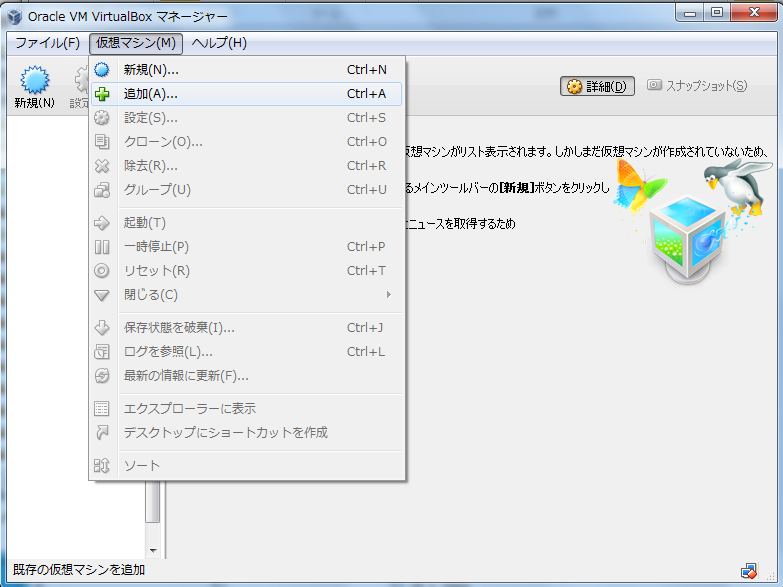 Oracle VM VirtualBox マネージャー
ファイル(F) 仮想マシン(M) ヘルプ(H)
新規(N)
設定
詳細(D) スナップショット(S)
新規(N)... Ctrl+N
追加(A)... Ctrl+A
設定(S)... Ctrl+S
クローン(O)... Ctrl+O
除去(R)... Ctrl+R
グループ(U) Ctrl+U
起動(T)
一時停止(P) Ctrl+P
リセット(R) Ctrl+T
閉じる(C)
保存状態を破棄(I)... Ctrl+J
ログを参照(L)... Ctrl+L
最新の情報に更新(F)...
エクスプローラーに表示
デスクトップにショートカットを作成
ソート
仮想マシンがリスト表示されます。しかしまだ仮想マシンが作成されていないため、
るメインツールバーの[新規]ボタンをクリックし
ニュースを取得するため
既存の仮想マシンを追加